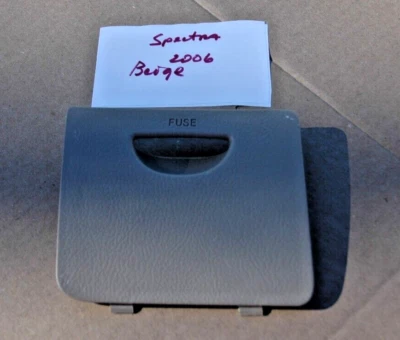 Spectra
2006
Beige
FUSE